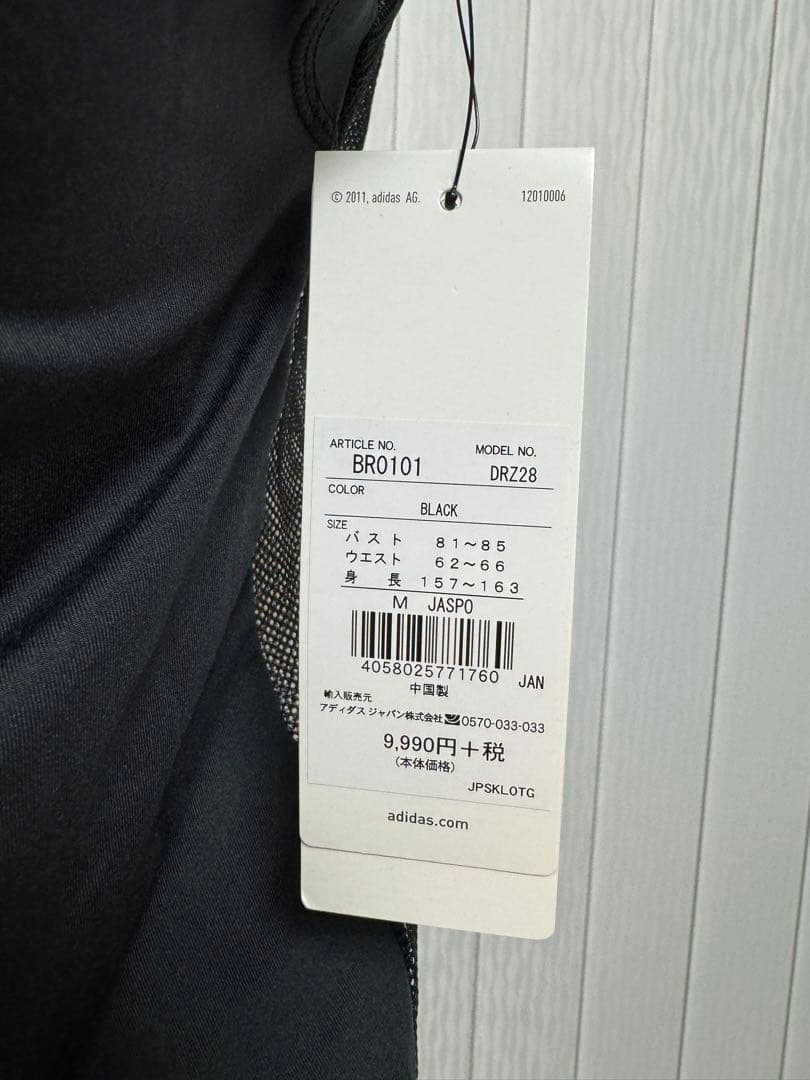 © 2011, adidas AG. 12010006
ARTICLE NO. MODEL NO.
BR0101 DRZ28
COLOR
BLACK
SIZE
バスト 81～85
ウエスト 62～66
身長 157～163
M JASPO
4058025771760 JAN
中国製
輸入販売元
アディダス ジャパン株式会社 0570-033-033
9,990円＋税
(本体価格)
JPSKLOTG
adidas.com